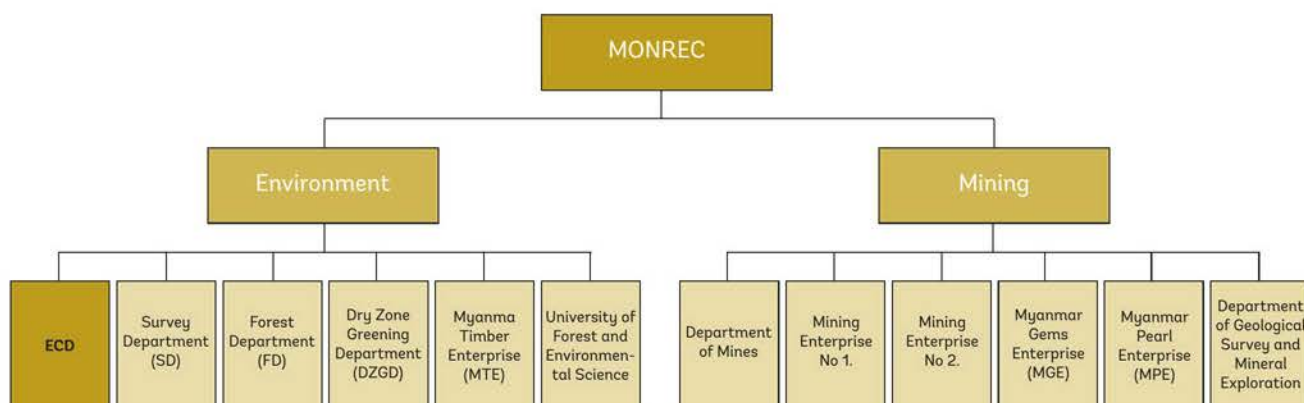 MONREC
Environment
Mining
ECD
Survey
Department
(SD)
Forest
Department
(FD)
Dry Zone
Greening
Department
(DZGD)
Myanma
Timber
Enterprise
(MTE)
University of
Forest and
Environmen-
tal Science
Department
of Mines
Mining
Enterprise
No 1.
Mining
Enterprise
No 2.
Myanmar
Gems
Enterprise
(MGE)
Myanmar
Pearl
Enterprise
(MPE)
Department
of Geological
Survey and
Mineral
Exploration